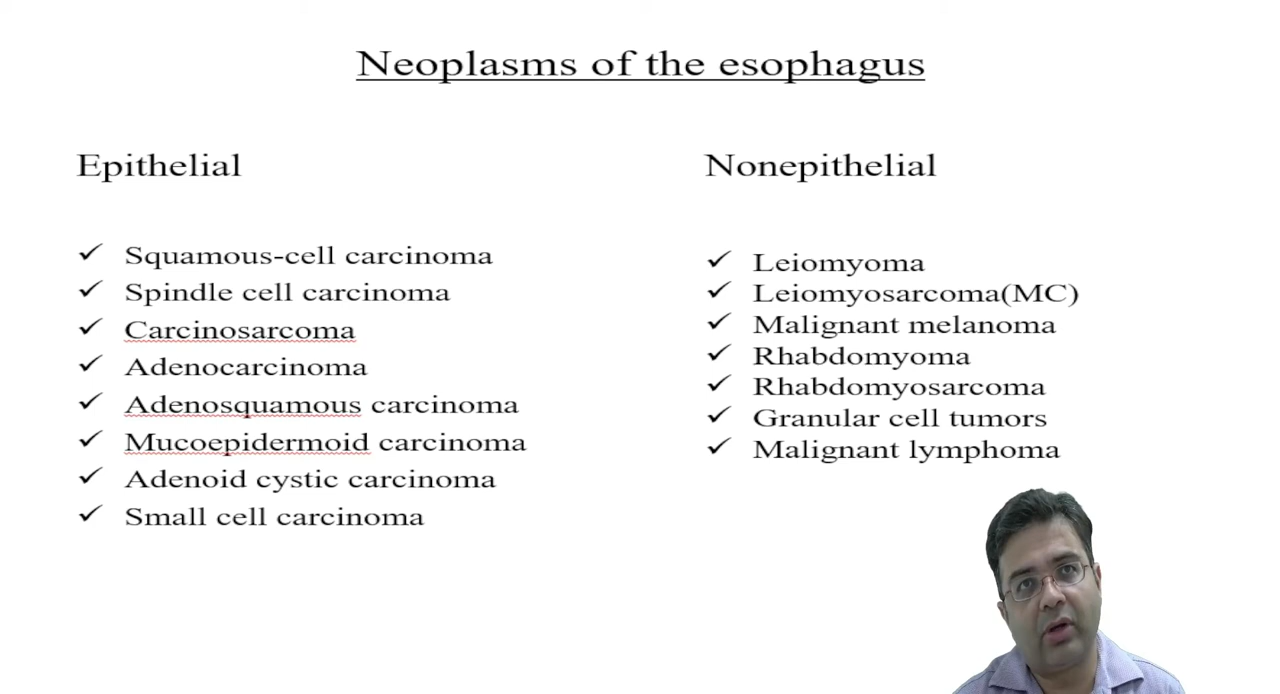 Neoplasms of the esophagus
Epithelial
Squamous-cell carcinoma
Spindle cell carcinoma
Carcinosarcoma
Adenocarcinoma
Adenosquamous carcinoma
Mucoepidermoid carcinoma
Adenoid cystic carcinoma
Small cell carcinoma
Nonepithelial
Leiomyoma
Leiomyosarcoma(MC)
Malignant melanoma
Rhabdomyoma
Rhabdomyosarcoma
Granular cell tumors
Malignant lymphoma